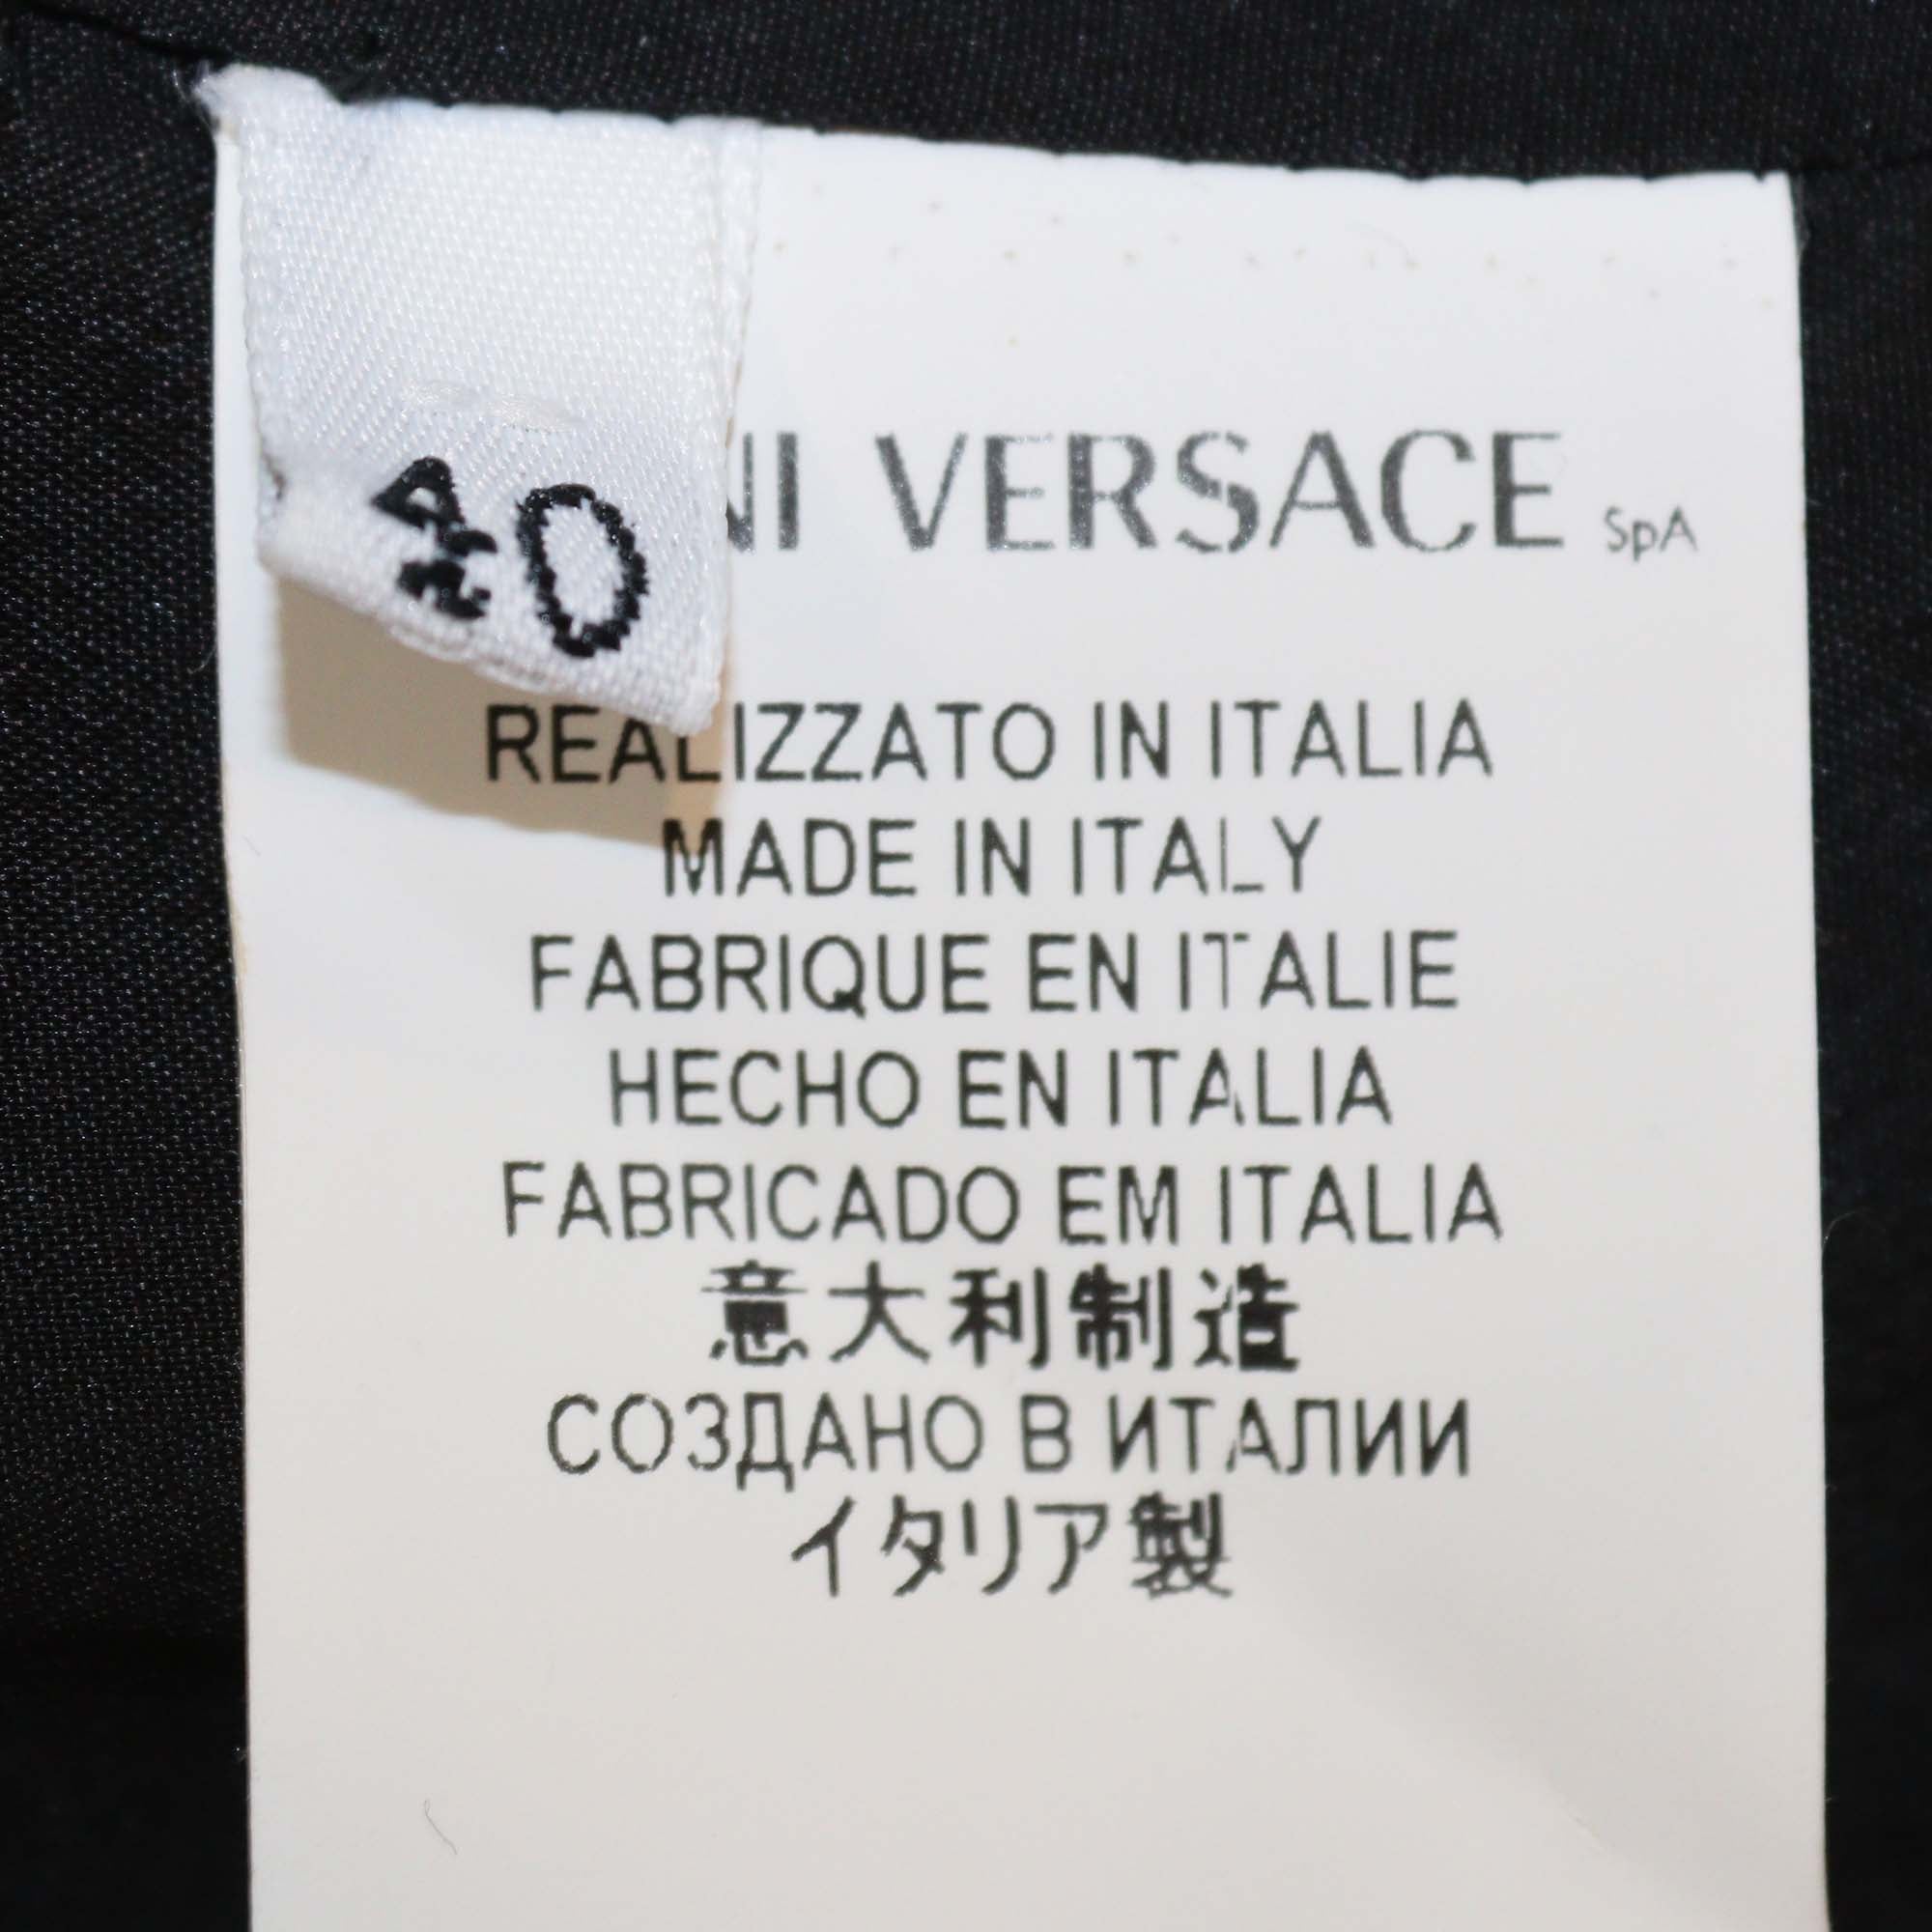 40
VERSACE SpA
REALIZZATO IN ITALIA
MADE IN ITALY
FABRIQUE EN ITALIE
HECHO EN ITALIA
FABRICADO EM ITALIA
意大利制造
СОЗДАНО В ИТАЛИИ
イタリア製